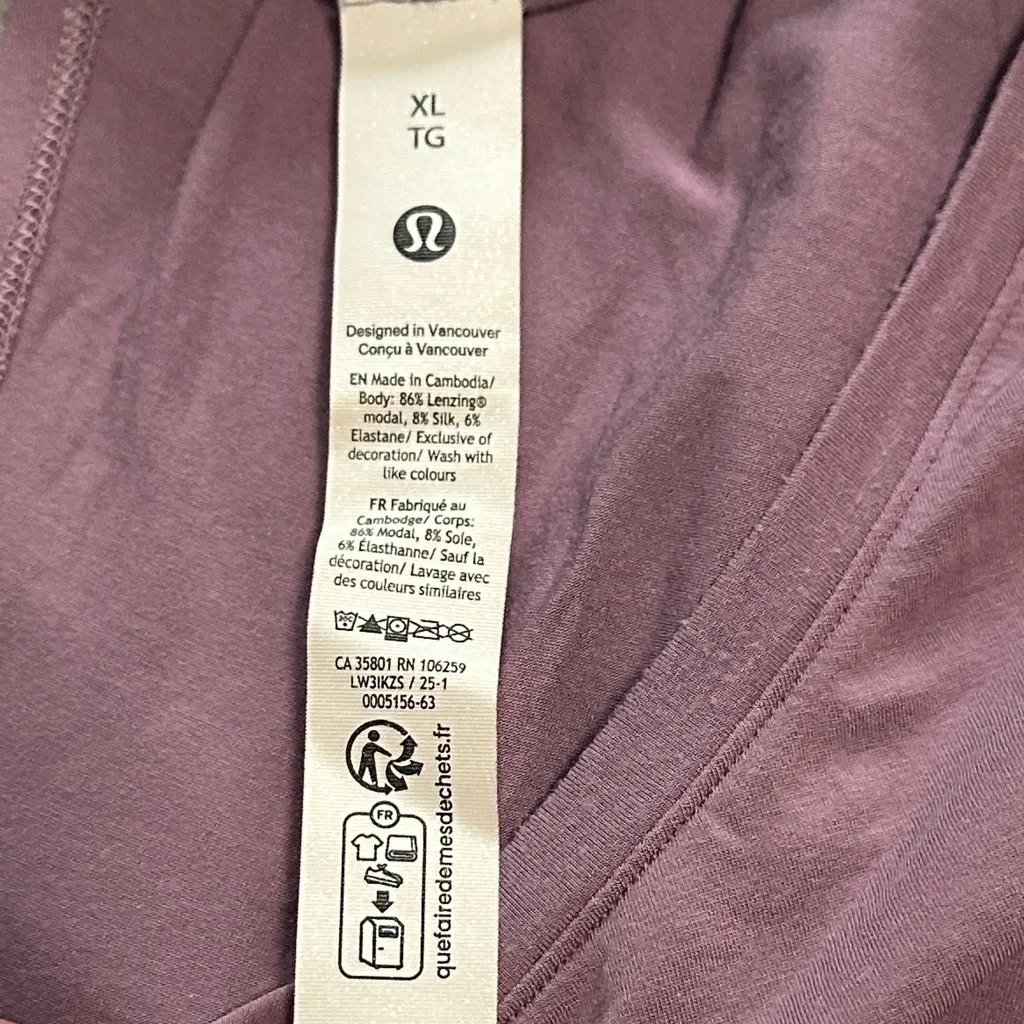 XL
TG
Designed in Vancouver
Conçu à Vancouver
EN Made in Cambodia/
Body: 86% Lenzing®
modal, 8% Silk, 6%
Elastane/ Exclusive of
decoration/ Wash with
like colours
FR Fabriqué au
Cambodge/ Corps:
86% Modal, 8% Soie,
6% Élasthanne/ Sauf la
décoration/ Lavage avec
des couleurs similaires
30C
CA 35801 RN 106259
LW3IKZS / 25-1
0005156-63
FR
quefairedemesdechets.fr